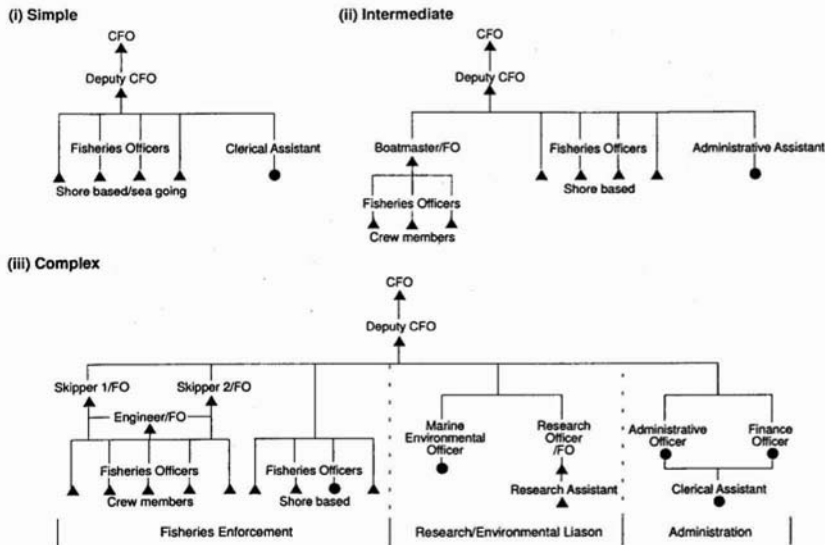 (i) Simple
CFO
Deputy CFO
Fisheries Officers
Clerical Assistant
Shore based/sea going
(ii) Intermediate
CFO
Deputy CFO
Boatmaster/FO
Fisheries Officers
Administrative Assistant
Shore based
Fisheries Officers
Crew members
(iii) Complex
CFO
Deputy CFO
Skipper 1/FO
Skipper 2/FO
Engineer/FO
Fisheries Officers
Crew members
Fisheries Officers
Shore based
Marine
Environmental
Officer
Research
Officer
/FO
Research Assistant
Administrative
Officer
Finance
Officer
Clerical Assistant
Fisheries Enforcement
Research/Environmental Liason
Administration